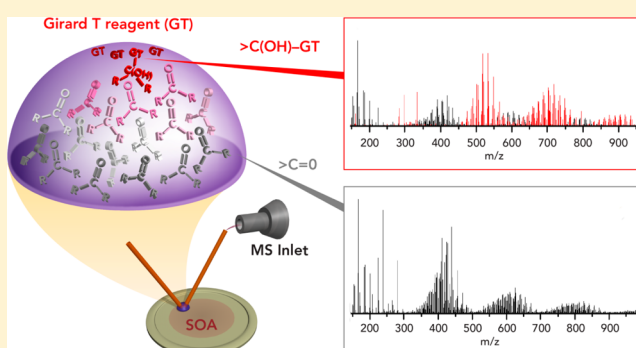 Girard T reagent (GT)
GT GT GT GT
C(OH)
R R
>C(OH)–GT
O
C
R R
>C=0
MS Inlet
SOA
200 300 400 500 600 700 800 900
m/z
200 300 400 500 600 700 800 900
m/z